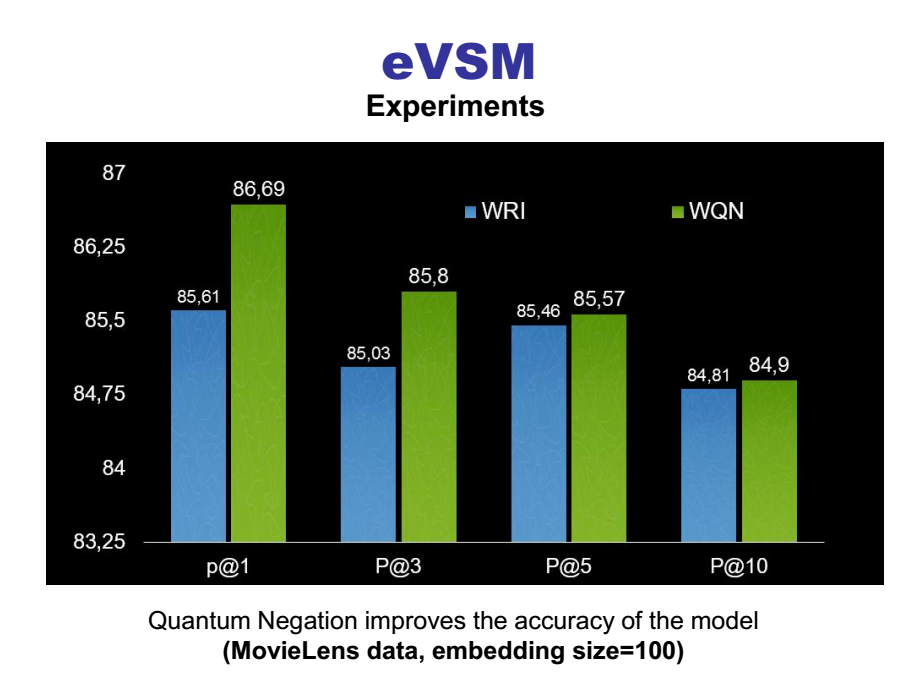 eVSM
Experiments
87
86,25
85,5
84,75
84
83,25
WRI
WQN
85,61
86,69
85,03
85,8
85,46
85,57
84,81
84,9
p@1
P@3
P@5
P@10
Quantum Negation improves the accuracy of the model
(MovieLens data, embedding size=100)